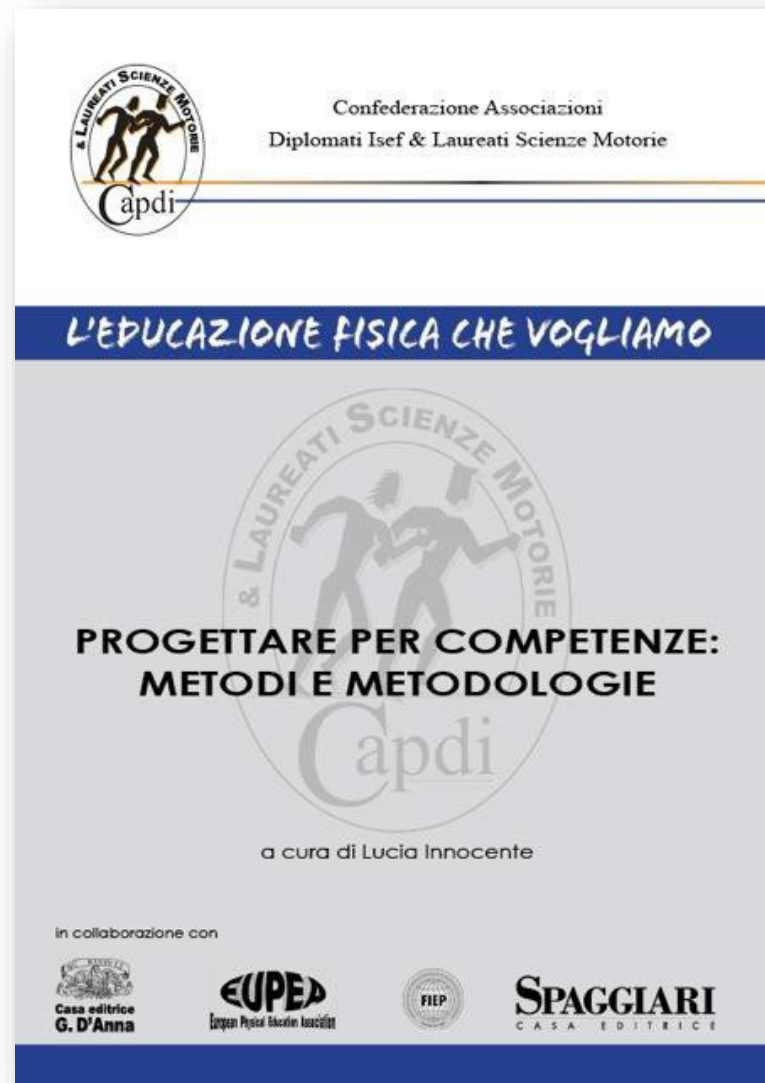 & LAUREATI SCIENZE MOTORIE
Capdi
Confederazione Associazioni
Diplomati Isef & Laureati Scienze Motorie
L'EDUCAZIONE FISICA CHE VOGLIAMO
& LAUREATI SCIENZE MOTORIE
PROGETTARE PER COMPETENZE:
METODI E METODOLOGIE
Capdi
a cura di Lucia Innocente
in collaborazione con
Casa editrice
G. D'Anna
EUPEA
European Physical Education Association
FIEP
SPAGGIARI
CASA EDITRICE